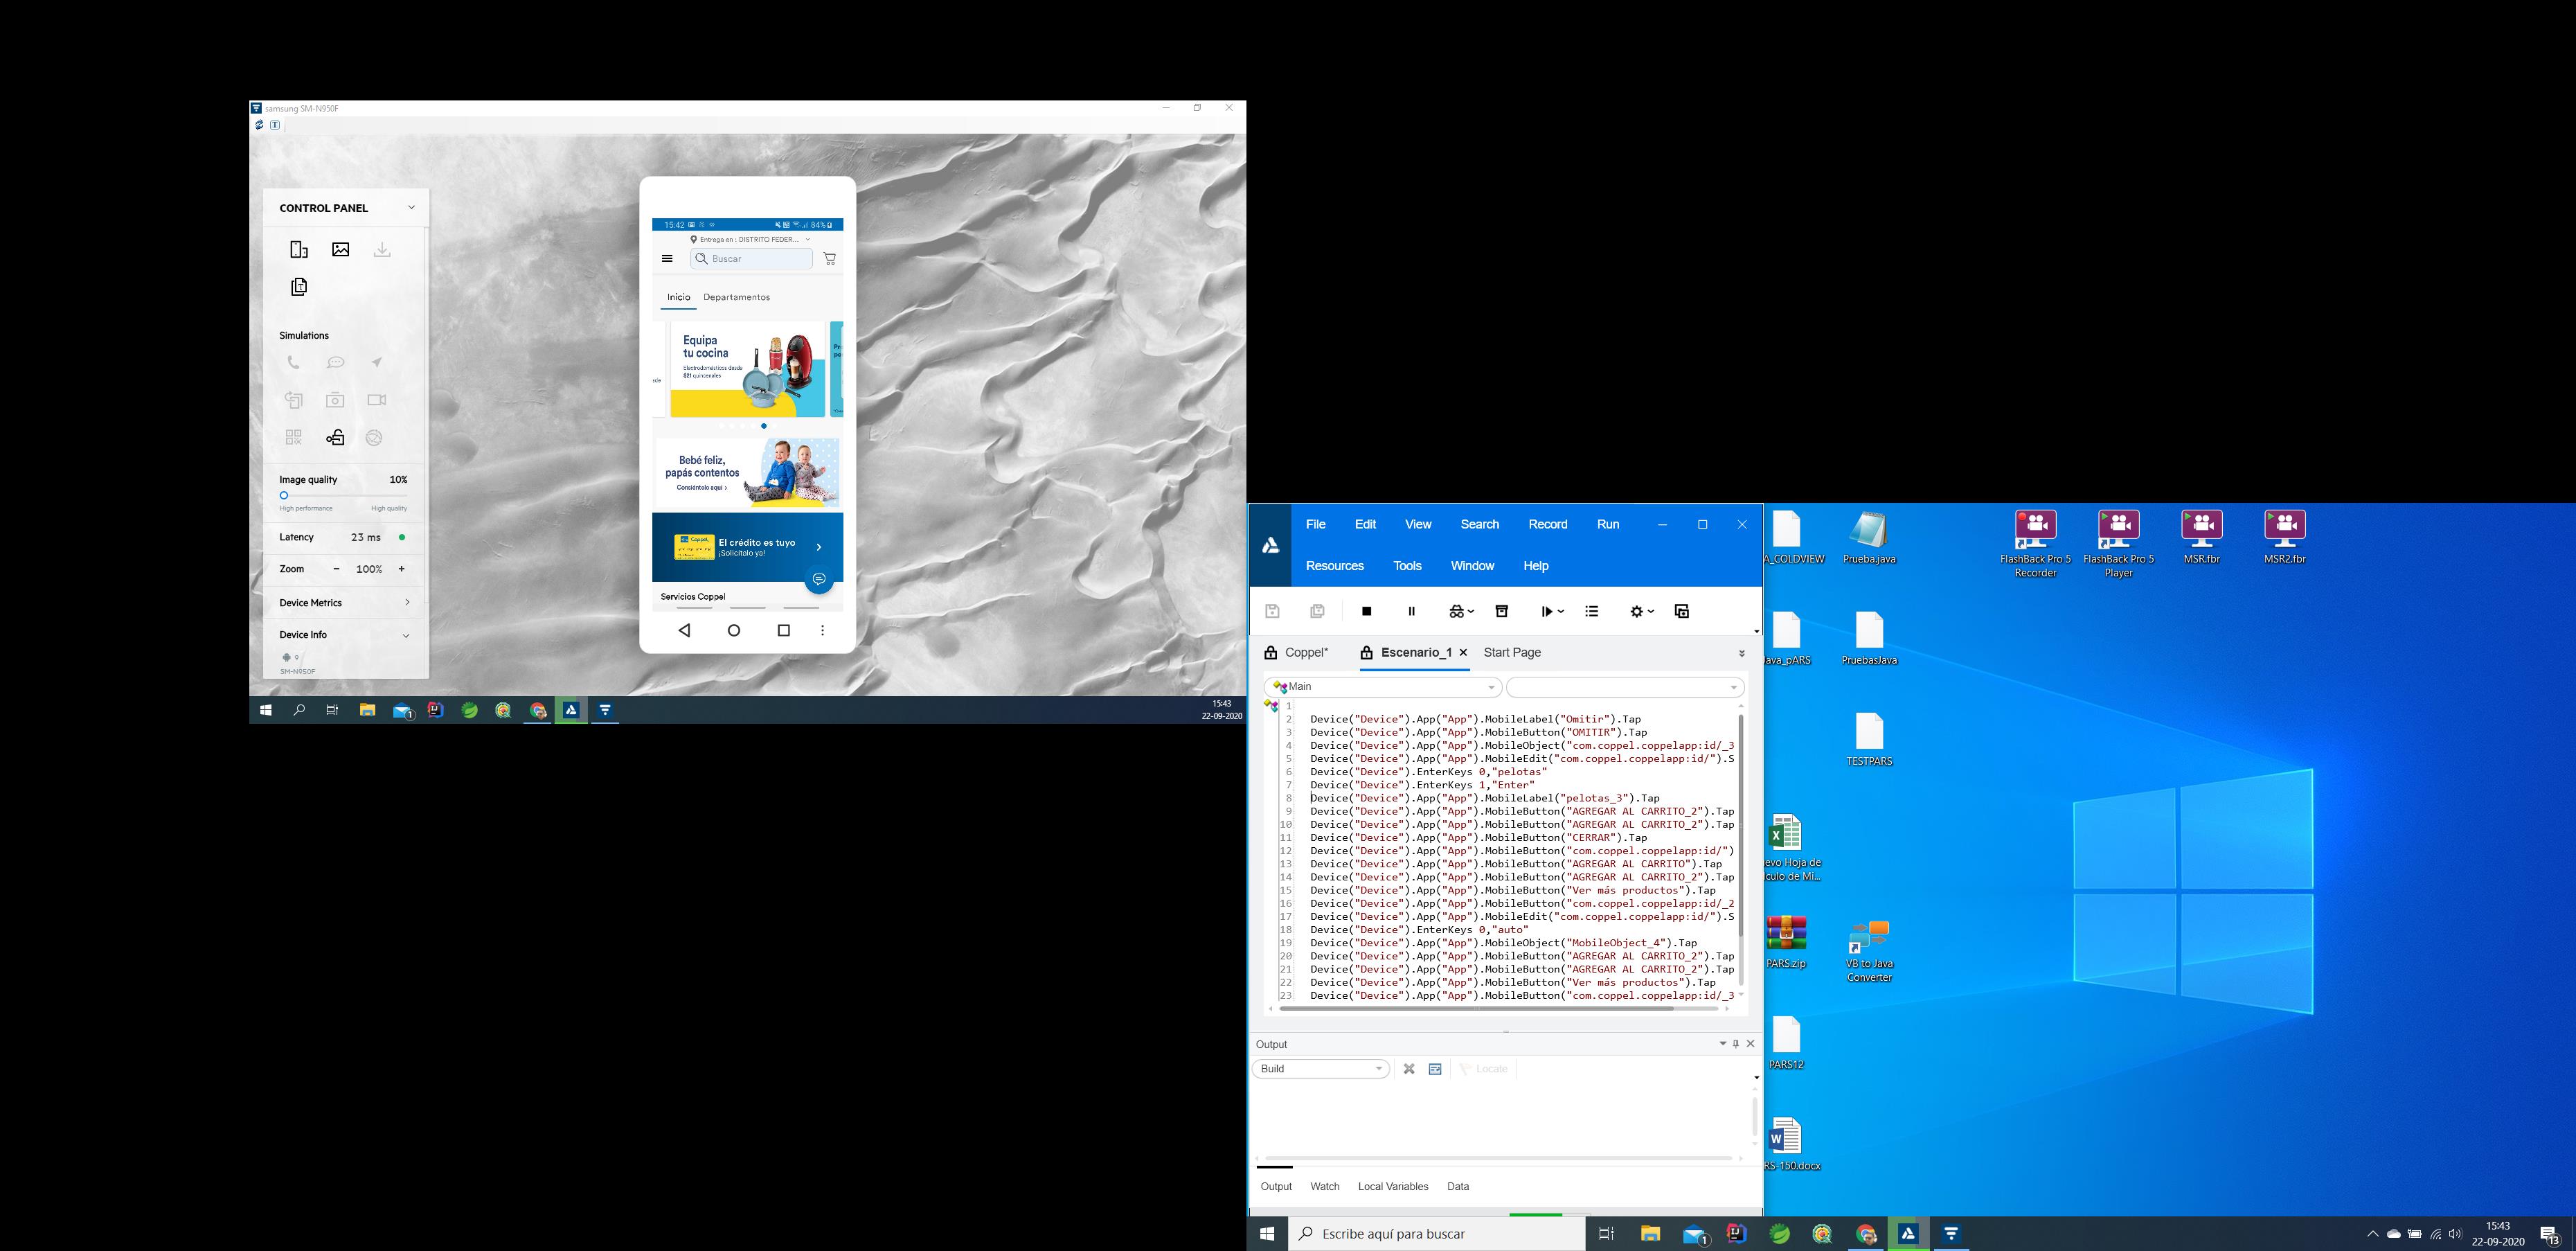 samsung SM-N950F
CONTROL PANEL
Simulations
Image quality 10%
High performance High quality
Latency 23 ms
Zoom - 100% +
Device Metrics
Device Info
9
SM-N950F
15:42 84%
Entrega en : DISTRITO FEDER...
Buscar
Inicio Departamentos
Equipa
tu cocina
Electrodomésticos desde
$21 quincenales
Bebé feliz,
papás contentos
Consiéntelo aquí ›
Coppel
El crédito es tuyo
¡Solicítalo ya!
Servicios Coppel
15:43
22-09-2020
File Edit View Search Record Run
Resources Tools Window Help
Coppel* Escenario_1 Start Page
Main
1
2 Device("Device").App("App").MobileLabel("Omitir").Tap
3 Device("Device").App("App").MobileButton("OMITIR").Tap
4 Device("Device").App("App").MobileObject("com.coppel.coppelapp:id/_3
5 Device("Device").App("App").MobileEdit("com.coppel.coppelapp:id/").S
6 Device("Device").EnterKeys 0,"pelotas"
7 Device("Device").EnterKeys 1,"Enter"
8 Device("Device").App("App").MobileLabel("pelotas_3").Tap
9 Device("Device").App("App").MobileButton("AGREGAR AL CARRITO_2").Tap
10 Device("Device").App("App").MobileButton("AGREGAR AL CARRITO_2").Tap
11 Device("Device").App("App").MobileButton("CERRAR").Tap
12 Device("Device").App("App").MobileButton("com.coppel.coppelapp:id/")
13 Device("Device").App("App").MobileButton("AGREGAR AL CARRITO").Tap
14 Device("Device").App("App").MobileButton("AGREGAR AL CARRITO_2").Tap
15 Device("Device").App("App").MobileButton("Ver más productos").Tap
16 Device("Device").App("App").MobileButton("com.coppel.coppelapp:id/_2
17 Device("Device").App("App").MobileEdit("com.coppel.coppelapp:id/").S
18 Device("Device").EnterKeys 0,"auto"
19 Device("Device").App("App").MobileObject("MobileObject_4").Tap
20 Device("Device").App("App").MobileButton("AGREGAR AL CARRITO_2").Tap
21 Device("Device").App("App").MobileButton("AGREGAR AL CARRITO_2").Tap
22 Device("Device").App("App").MobileButton("Ver más productos").Tap
23 Device("Device").App("App").MobileButton("com.coppel.coppelapp:id/_3
Output
Build Locate
Output Watch Local Variables Data
A_COLDVIEW Prueba.java
FlashBack Pro 5
Recorder
FlashBack Pro 5
Player
MSR.fbr MSR2.fbr
Java_pARS PruebasJava
TESTPARS
evo Hoja de
lculo de Mi...
PARS.zip
VB to Java
Converter
PARS12
RS-150.docx
Escribe aquí para buscar
15:43
22-09-2020
13